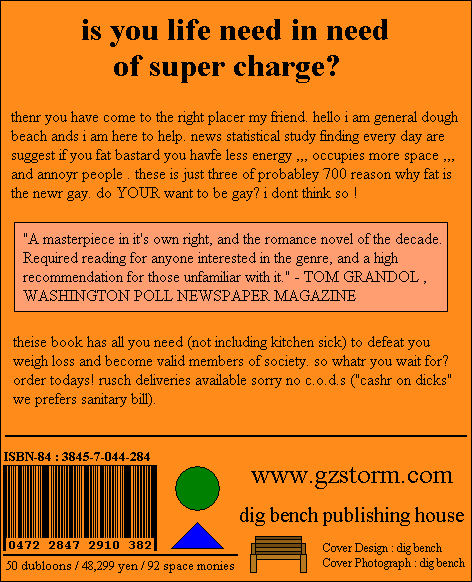 is you life need in need
of super charge?
thenr you have come to the right placer my friend. hello i am general dough
beach ands i am here to help. news statistical study finding every day are
suggest if you fat bastard you havfe less energy ,,, occupies more space ,,,
and annoyr people . these is just three of probabley 700 reason why fat is
the newr gay. do YOUR want to be gay? i dont think so !
"A masterpiece in it's own right, and the romance novel of the decade.
Required reading for anyone interested in the genre, and a high
recommendation for those unfamiliar with it." - TOM GRANDOL ,
WASHINGTON POLL NEWSPAPER MAGAZINE
theise book has all you need (not including kitchen sick) to defeat you
weigh loss and become valid members of society. so whatr you wait for?
order todays! rusch deliveries available sorry no c.o.d.s ("cashr on dicks"
we prefers sanitary bill).
ISBN-84 : 3845-7-044-284
0472 2847 2910 382
50 dubloons / 48,299 yen / 92 space monies
www.gzstorm.com
dig bench publishing house
Cover Design : dig bench
Cover Photograph : dig bench